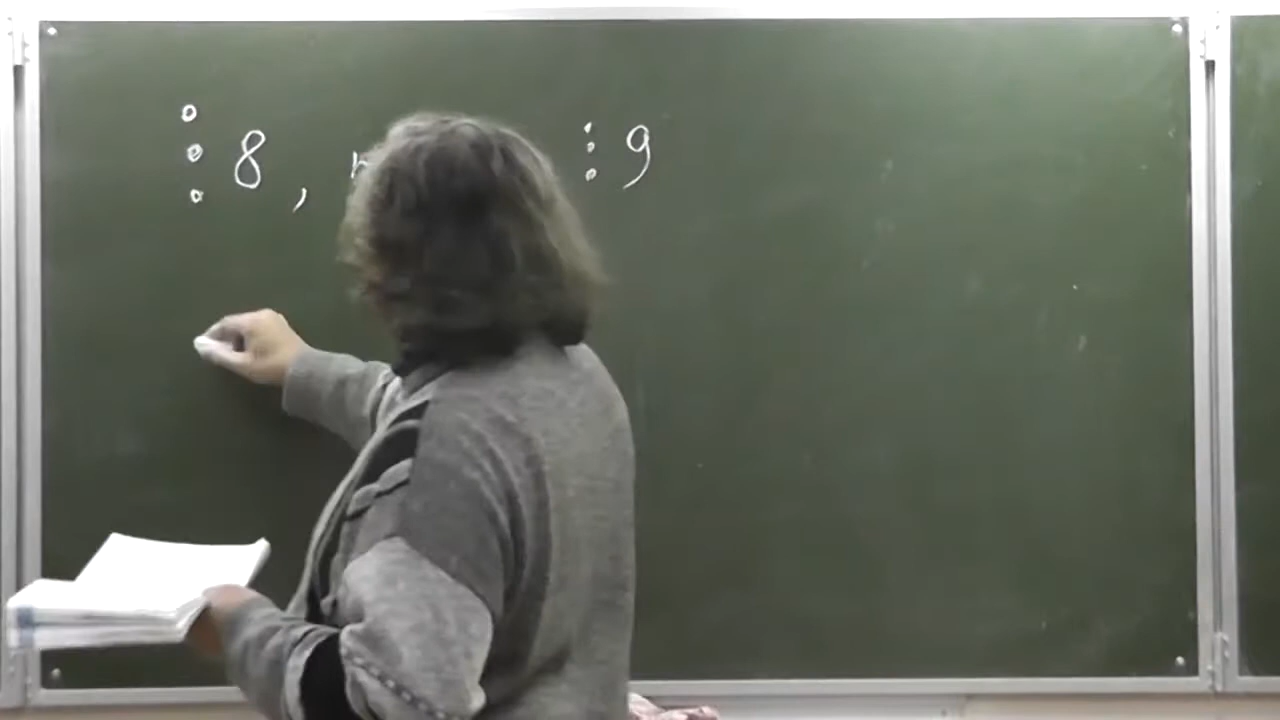 ⋮ 8, ⋮ 9